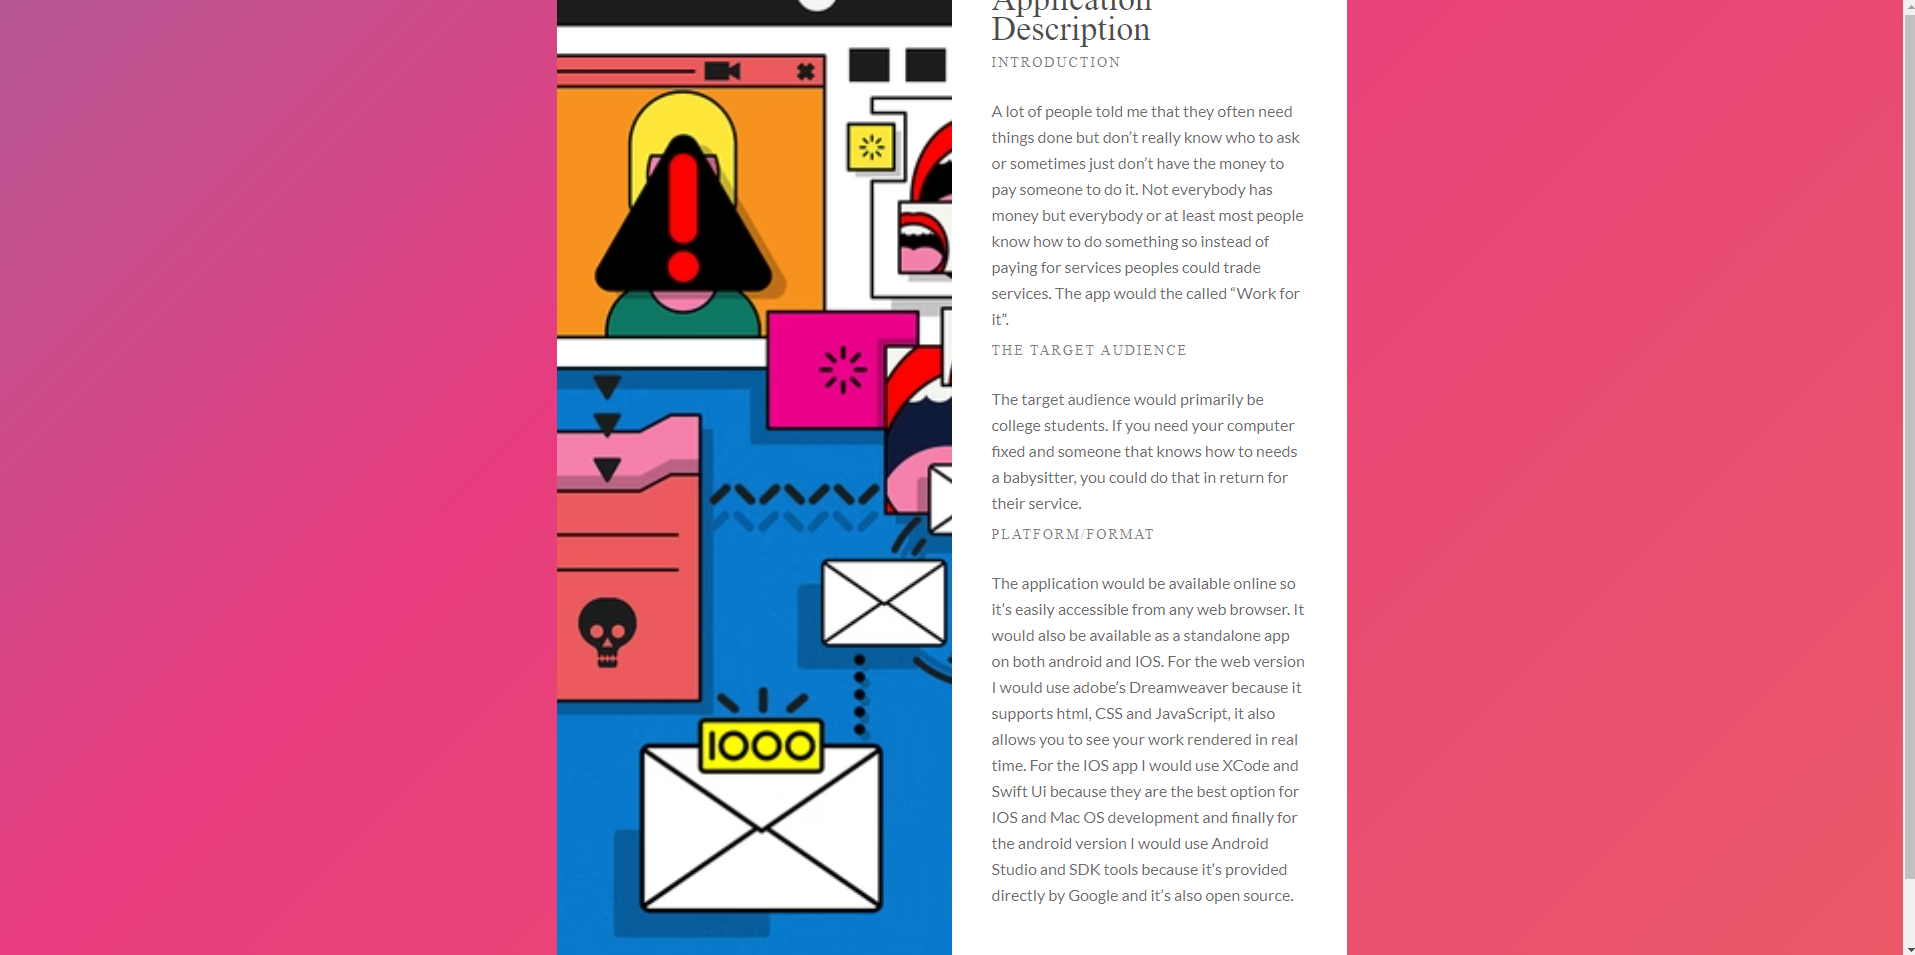 Application
Description
INTRODUCTION
A lot of people told me that they often need
things done but don’t really know who to ask
or sometimes just don’t have the money to
pay someone to do it. Not everybody has
money but everybody or at least most people
know how to do something so instead of
paying for services peoples could trade
services. The app would the called “Work for
it”.
THE TARGET AUDIENCE
The target audience would primarily be
college students. If you need your computer
fixed and someone that knows how to needs
a babysitter, you could do that in return for
their service.
PLATFORM/FORMAT
The application would be available online so
it’s easily accessible from any web browser. It
would also be available as a standalone app
on both android and IOS. For the web version
I would use adobe’s Dreamweaver because it
supports html, CSS and JavaScript, it also
allows you to see your work rendered in real
time. For the IOS app I would use XCode and
Swift Ui because they are the best option for
IOS and Mac OS development and finally for
the android version I would use Android
Studio and SDK tools because it’s provided
directly by Google and it’s also open source.
1000